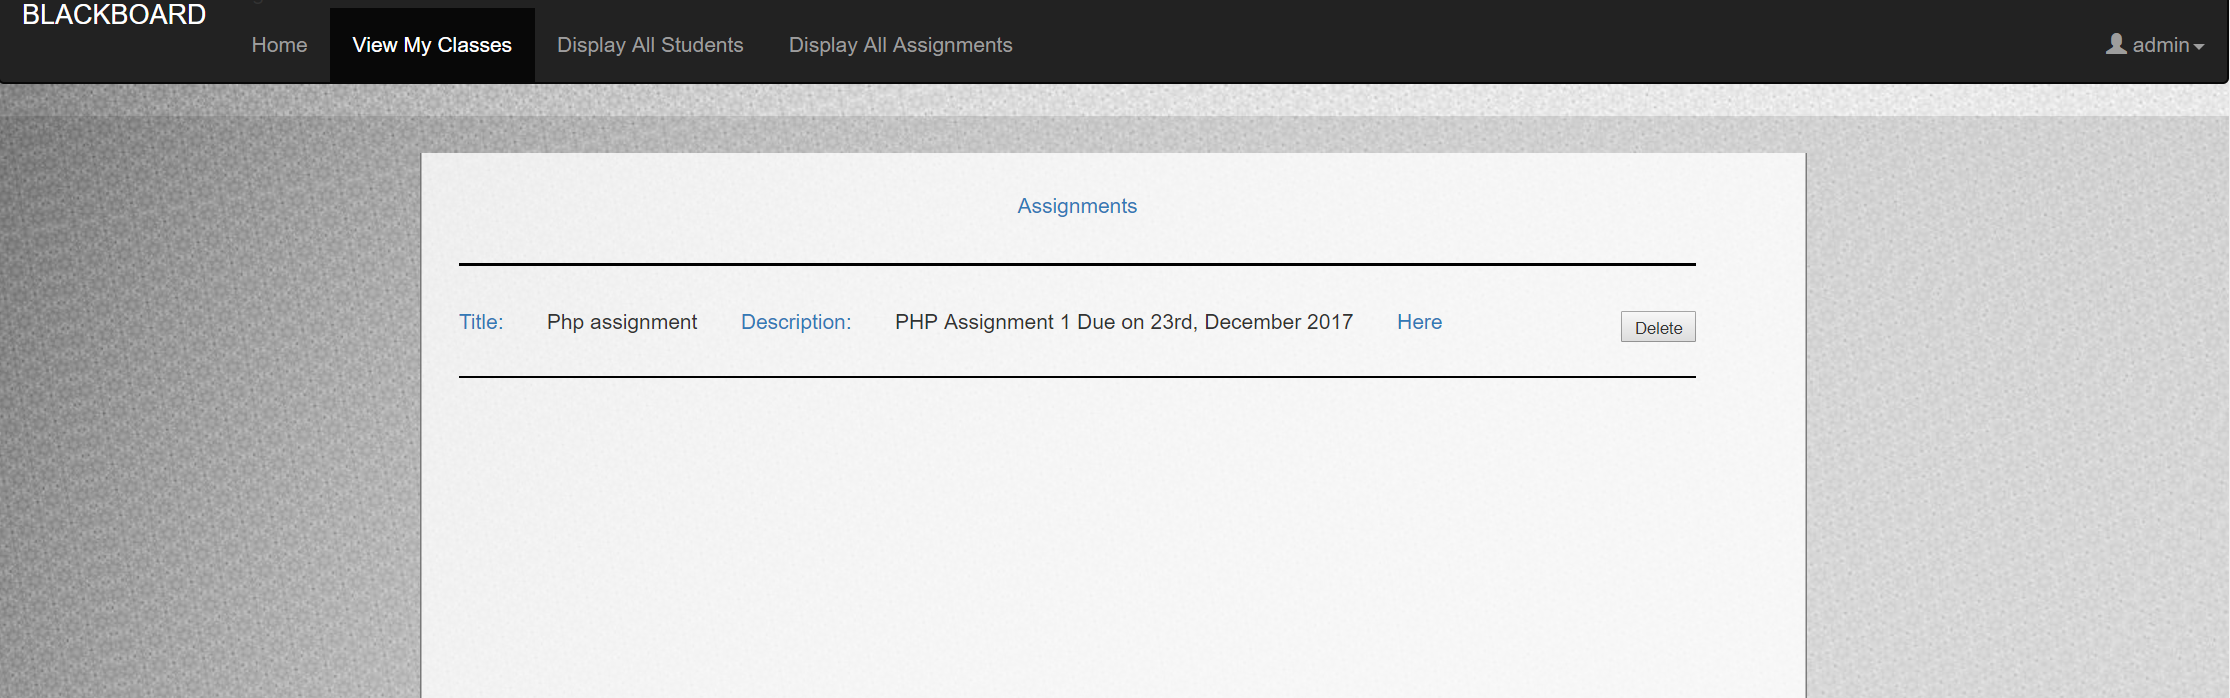 BLACKBOARD
Home View My Classes Display All Students Display All Assignments admin
Assignments
Title: Php assignment Description: PHP Assignment 1 Due on 23rd, December 2017 Here Delete